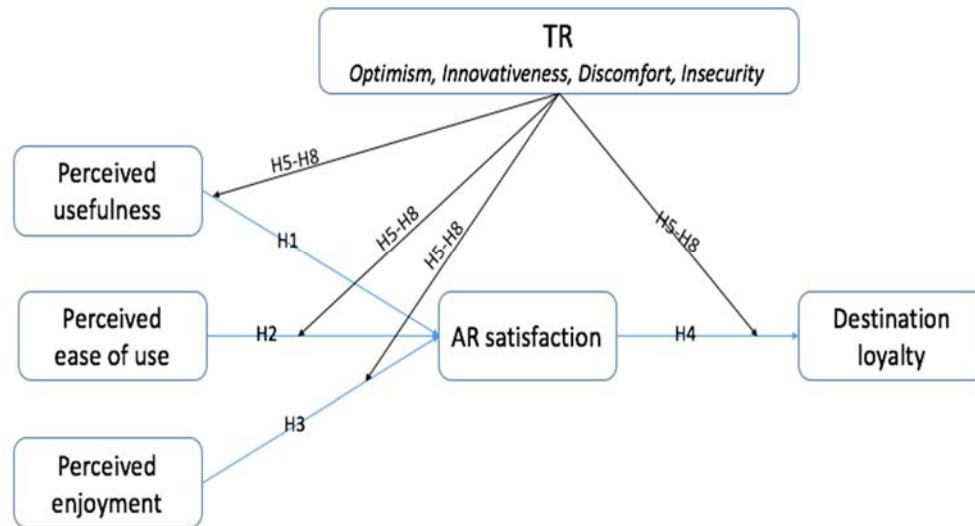 TR
Optimism, Innovativeness, Discomfort, Insecurity
H5-H8
Perceived
usefulness
H1
H5-H8
H5-H8
H5-H8
Perceived
ease of use
H2
AR satisfaction
H4
Destination
loyalty
H3
Perceived
enjoyment